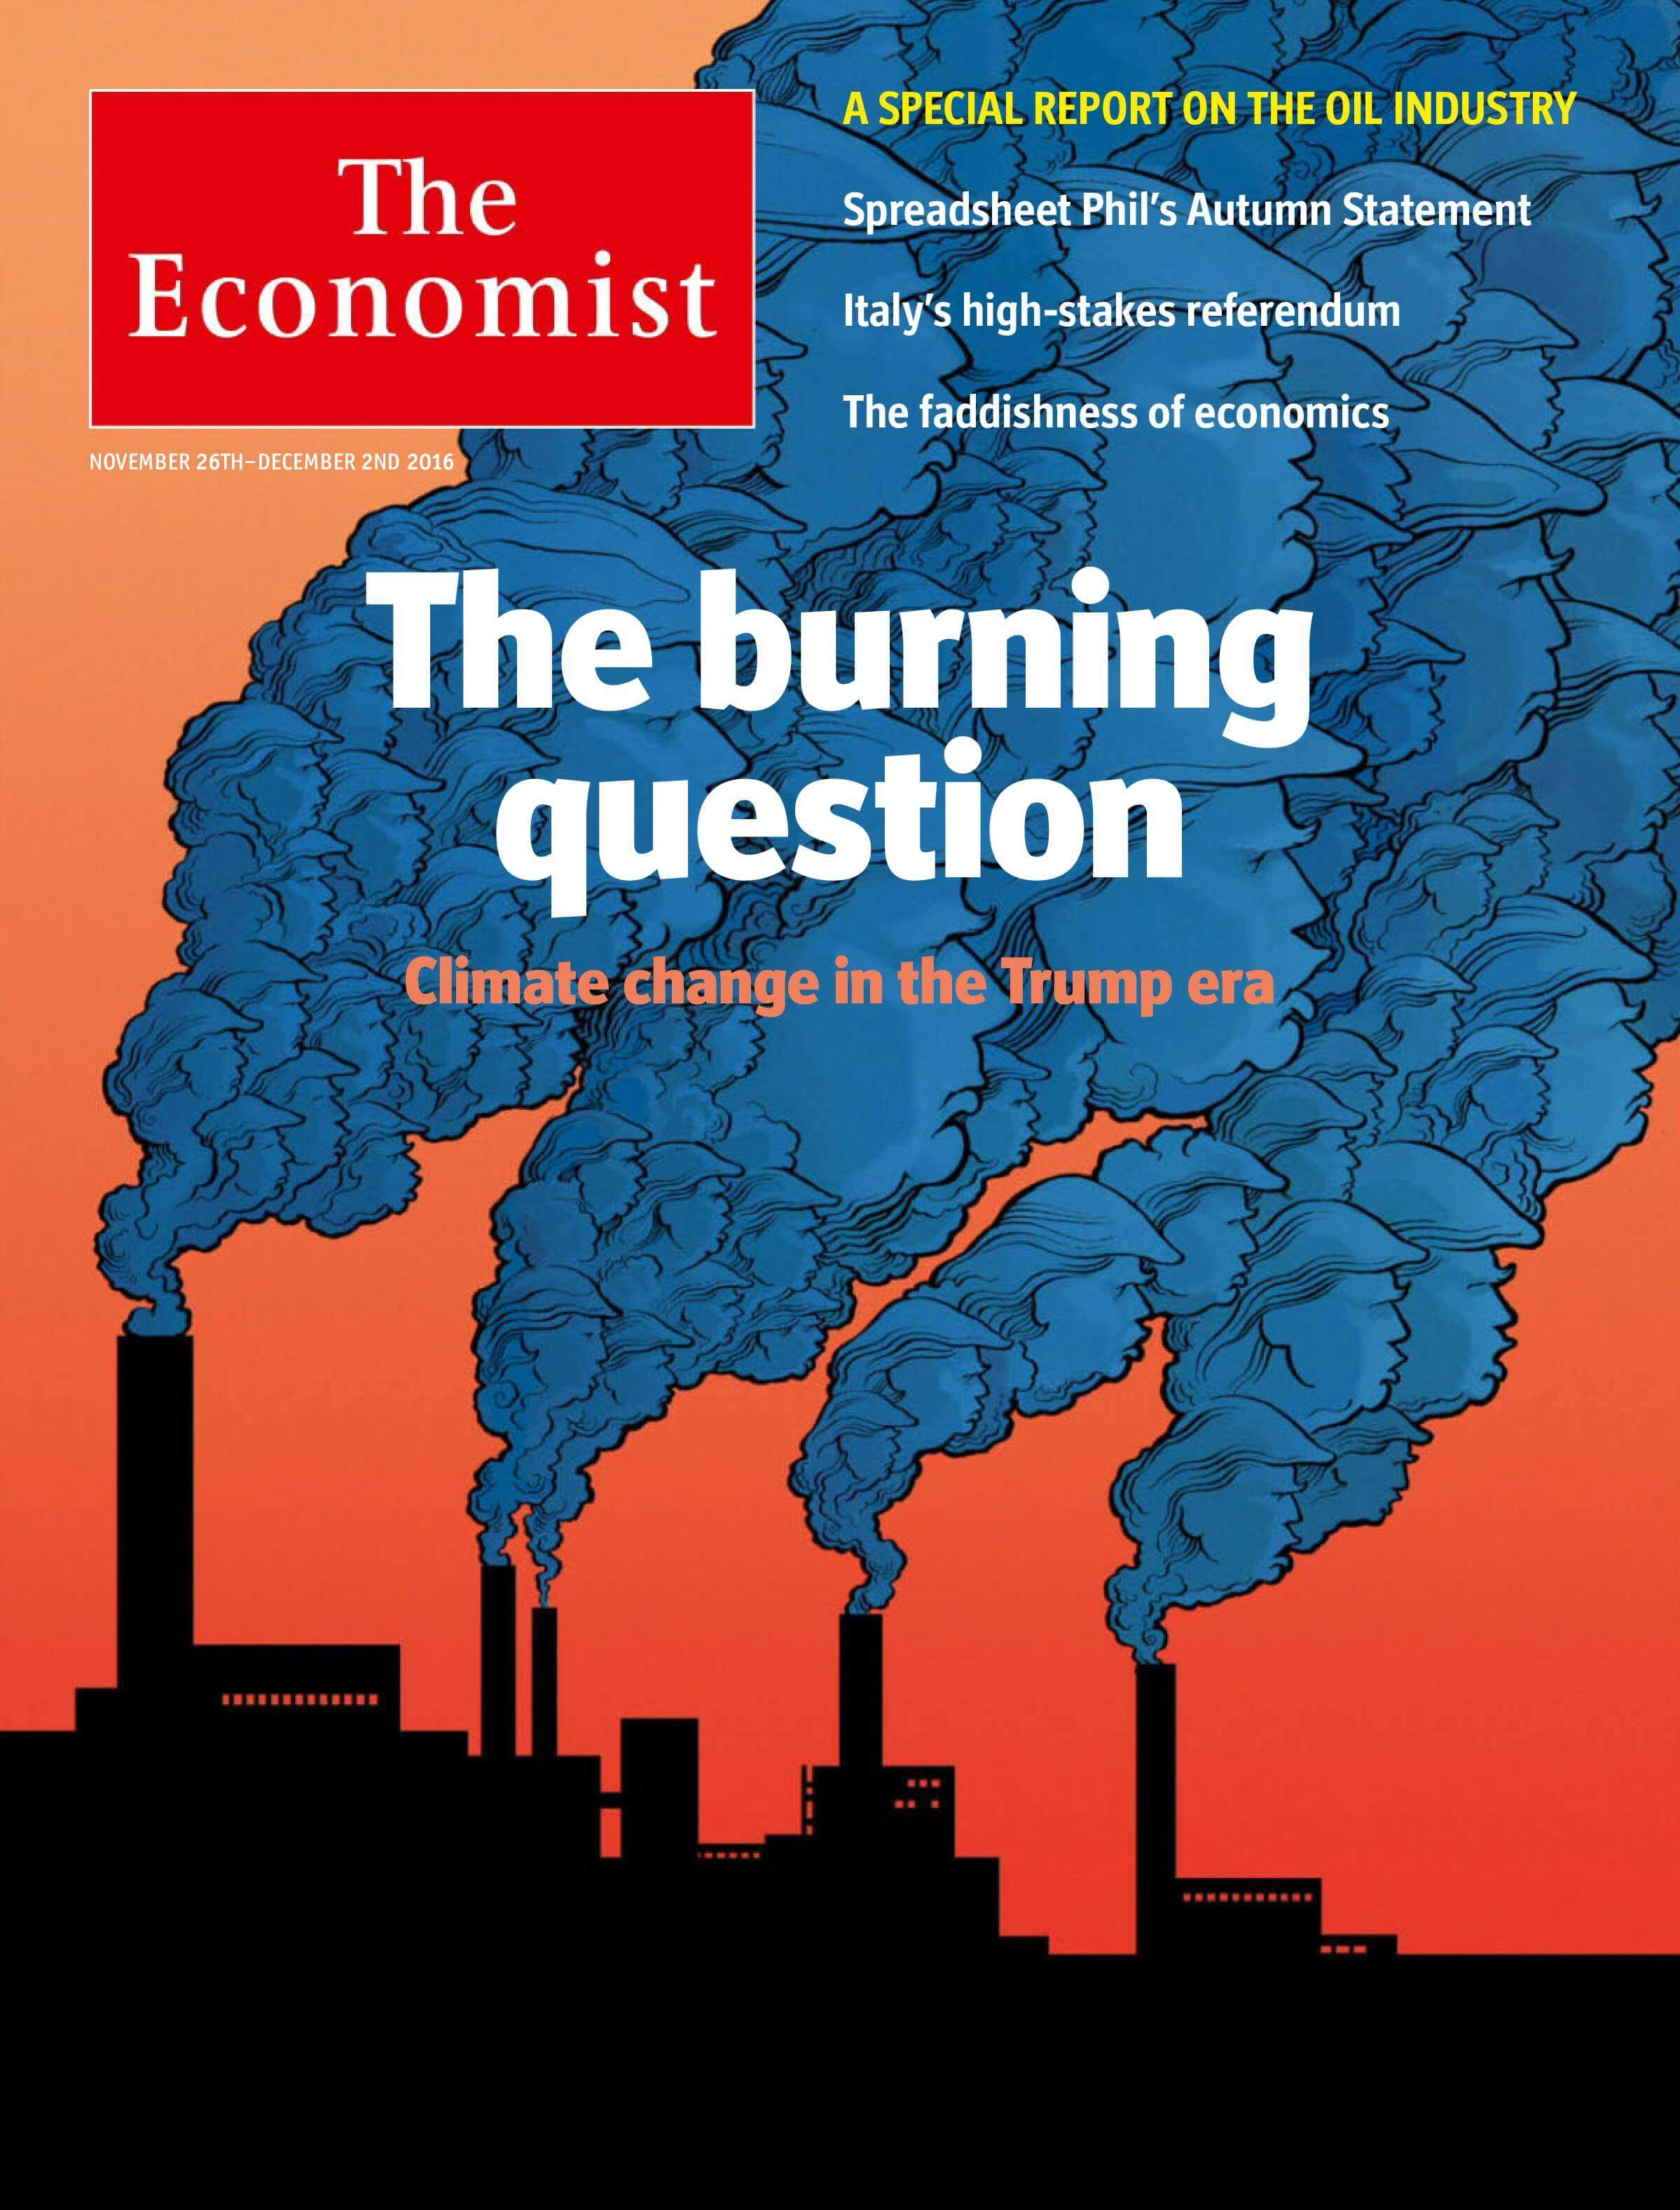 The
Economist
NOVEMBER 26TH–DECEMBER 2ND 2016
A SPECIAL REPORT ON THE OIL INDUSTRY
Spreadsheet Phil’s Autumn Statement
Italy’s high-stakes referendum
The faddishness of economics
The burning
question
Climate change in the Trump era